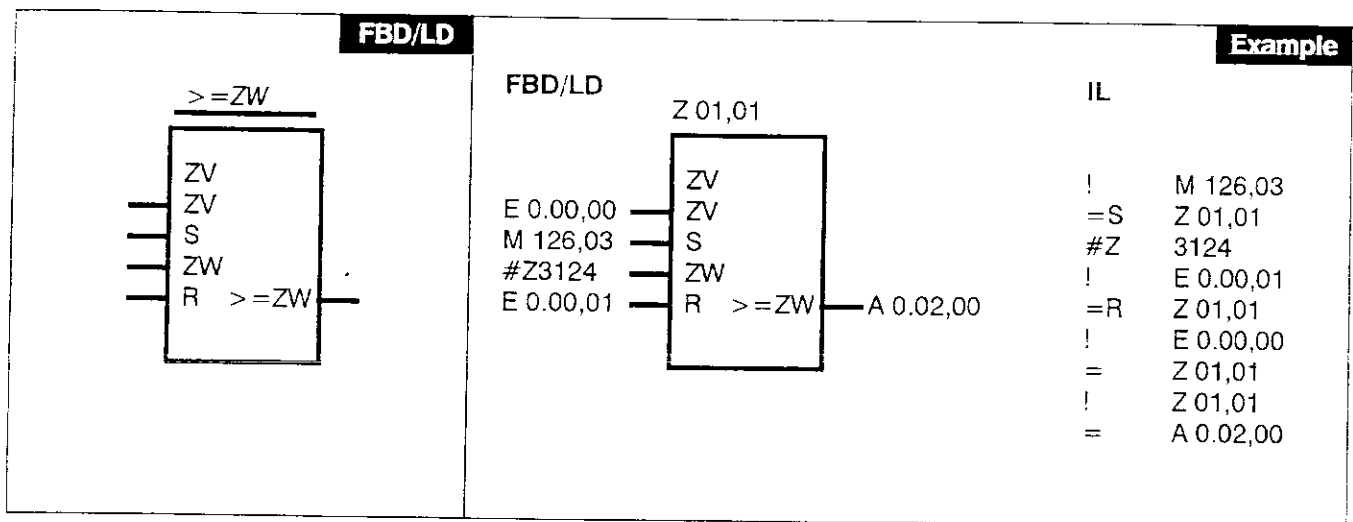 FBD/LD
>=ZW
ZV
ZV
S
ZW
R >=ZW
Example
FBD/LD
Z 01,01
ZV
E 0.00,00 ZV
M 126,03 S
#Z3124 ZW
E 0.00,01 R >=ZW A 0.02,00
IL
! M 126,03
=S Z 01,01
#Z 3124
! E 0.00,01
=R Z 01,01
! E 0.00,00
= Z 01,01
! Z 01,01
= A 0.02,00